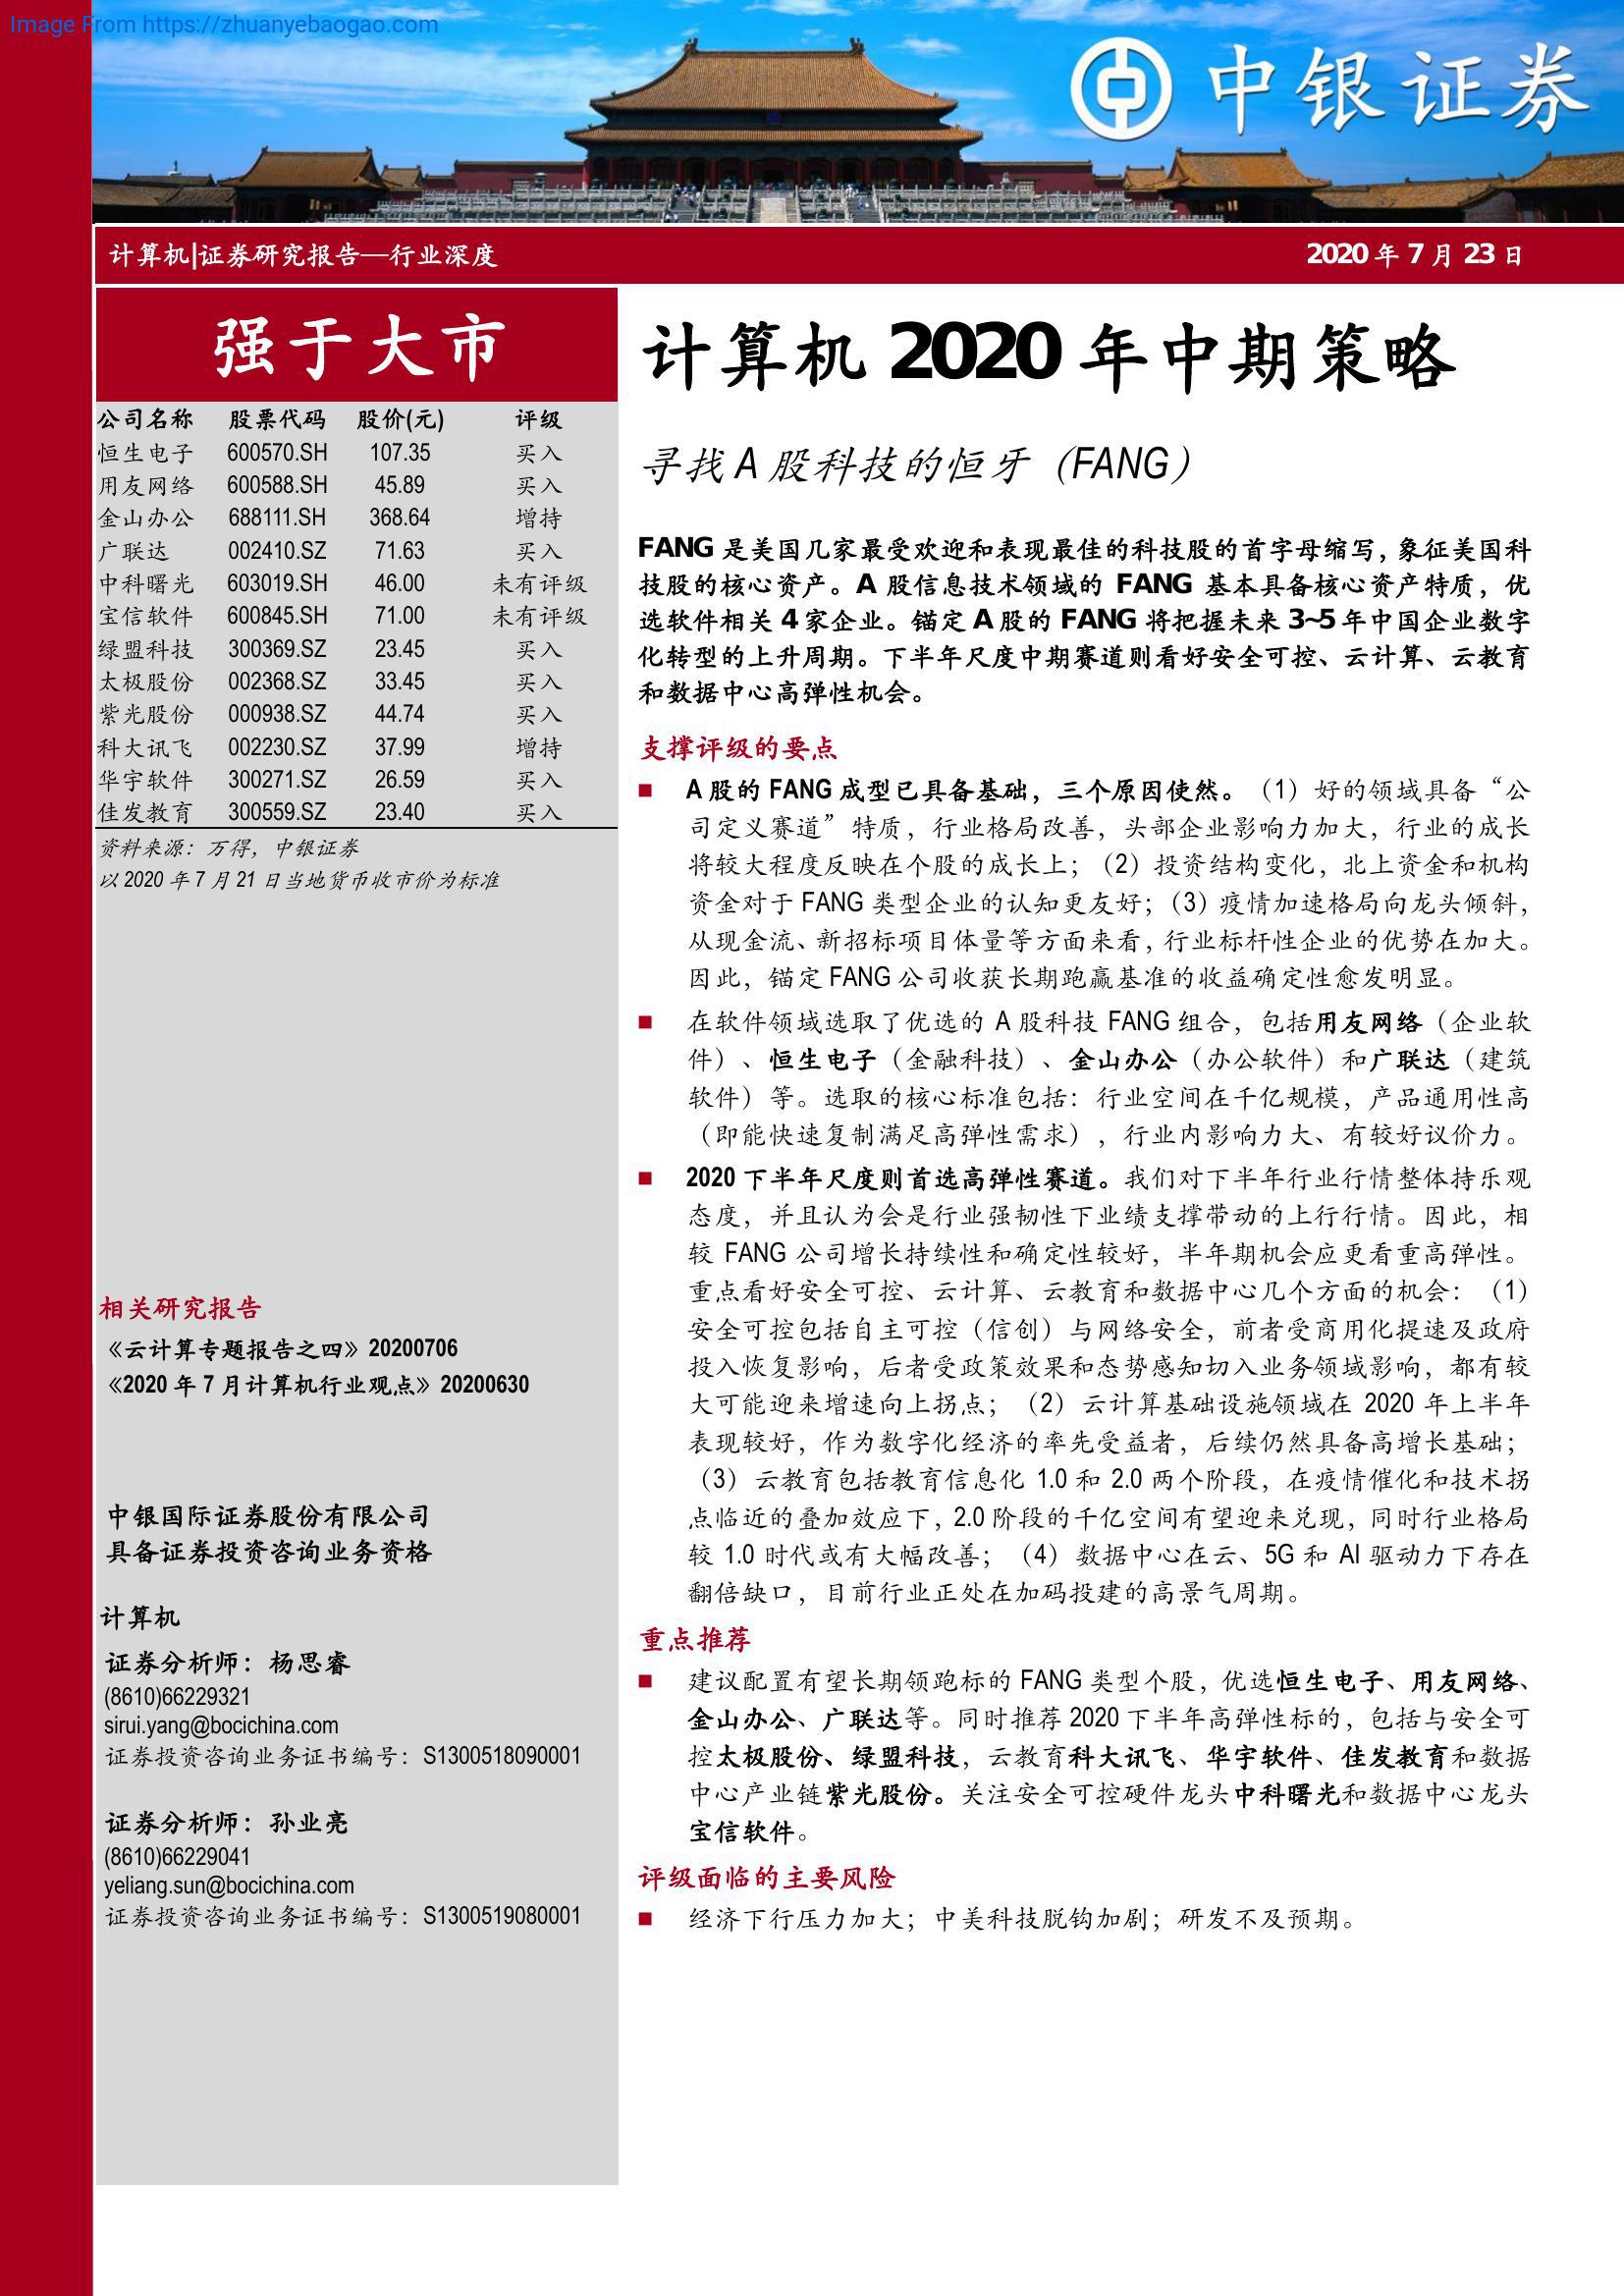 Image From https://zhuanyebaogao.com
中银证券
计算机|证券研究报告—行业深度
2020 年 7 月 23 日
强于大市
公司名称 股票代码 股价(元) 评级
恒生电子 600570.SH 107.35 买入
用友网络 600588.SH 45.89 买入
金山办公 688111.SH 368.64 增持
广联达 002410.SZ 71.63 买入
中科曙光 603019.SH 46.00 未有评级
宝信软件 600845.SH 71.00 未有评级
绿盟科技 300369.SZ 23.45 买入
太极股份 002368.SZ 33.45 买入
紫光股份 000938.SZ 44.74 买入
科大讯飞 002230.SZ 37.99 增持
华宇软件 300271.SZ 26.59 买入
佳发教育 300559.SZ 23.40 买入
资料来源：万得，中银证券
以 2020 年 7 月 21 日当地货币收市价为标准
相关研究报告
《云计算专题报告之四》20200706
《2020 年 7 月计算机行业观点》20200630
中银国际证券股份有限公司
具备证券投资咨询业务资格
计算机
证券分析师：杨思睿
(8610)66229321
sirui.yang@bocichina.com
证券投资咨询业务证书编号：S1300518090001
证券分析师：孙业亮
(8610)66229041
yeliang.sun@bocichina.com
证券投资咨询业务证书编号：S1300519080001
计算机 2020 年中期策略
寻找 A 股科技的恒牙（FANG）
FANG 是美国几家最受欢迎和表现最佳的科技股的首字母缩写，象征美国科
技股的核心资产。A 股信息技术领域的 FANG 基本具备核心资产特质，优
选软件相关 4 家企业。锚定 A 股的 FANG 将把握未来 3~5 年中国企业数字
化转型的上升周期。下半年尺度中期赛道则看好安全可控、云计算、云教育
和数据中心高弹性机会。
支撑评级的要点
■ A 股的 FANG 成型已具备基础，三个原因使然。（1）好的领域具备“公
司定义赛道”特质，行业格局改善，头部企业影响力加大，行业的成长
将较大程度反映在个股的成长上；（2）投资结构变化，北上资金和机构
资金对于 FANG 类型企业的认知更友好；（3）疫情加速格局向龙头倾斜，
从现金流、新招标项目体量等方面来看，行业标杆性企业的优势在加大。
因此，锚定 FANG 公司收获长期跑赢基准的收益确定性愈发明显。
■ 在软件领域选取了优选的 A 股科技 FANG 组合，包括用友网络（企业软
件）、恒生电子（金融科技）、金山办公（办公软件）和广联达（建筑
软件）等。选取的核心标准包括：行业空间在千亿规模，产品通用性高
（即能快速复制满足高弹性需求），行业内影响力大、有较好议价力。
■ 2020 下半年尺度则首选高弹性赛道。我们对下半年行业行情整体持乐观
态度，并且认为会是行业强韧性下业绩支撑带动的上行行情。因此，相
较 FANG 公司增长持续性和确定性较好，半年期机会应更看重高弹性。
重点看好安全可控、云计算、云教育和数据中心几个方面的机会：（1）
安全可控包括自主可控（信创）与网络安全，前者受商用化提速及政府
投入恢复影响，后者受政策效果和态势感知切入业务领域影响，都有较
大可能迎来增速向上拐点；（2）云计算基础设施领域在 2020 年上半年
表现较好，作为数字化经济的率先受益者，后续仍然具备高增长基础；
（3）云教育包括教育信息化 1.0 和 2.0 两个阶段，在疫情催化和技术拐
点临近的叠加效应下，2.0 阶段的千亿空间有望迎来兑现，同时行业格局
较 1.0 时代或有大幅改善；（4）数据中心在云、5G 和 AI 驱动力下存在
翻倍缺口，目前行业正处在加码投建的高景气周期。
重点推荐
■ 建议配置有望长期领跑标的 FANG 类型个股，优选恒生电子、用友网络、
金山办公、广联达等。同时推荐 2020 下半年高弹性标的，包括与安全可
控太极股份、绿盟科技，云教育科大讯飞、华宇软件、佳发教育和数据
中心产业链紫光股份。关注安全可控硬件龙头中科曙光和数据中心龙头
宝信软件。
评级面临的主要风险
■ 经济下行压力加大；中美科技脱钩加剧；研发不及预期。